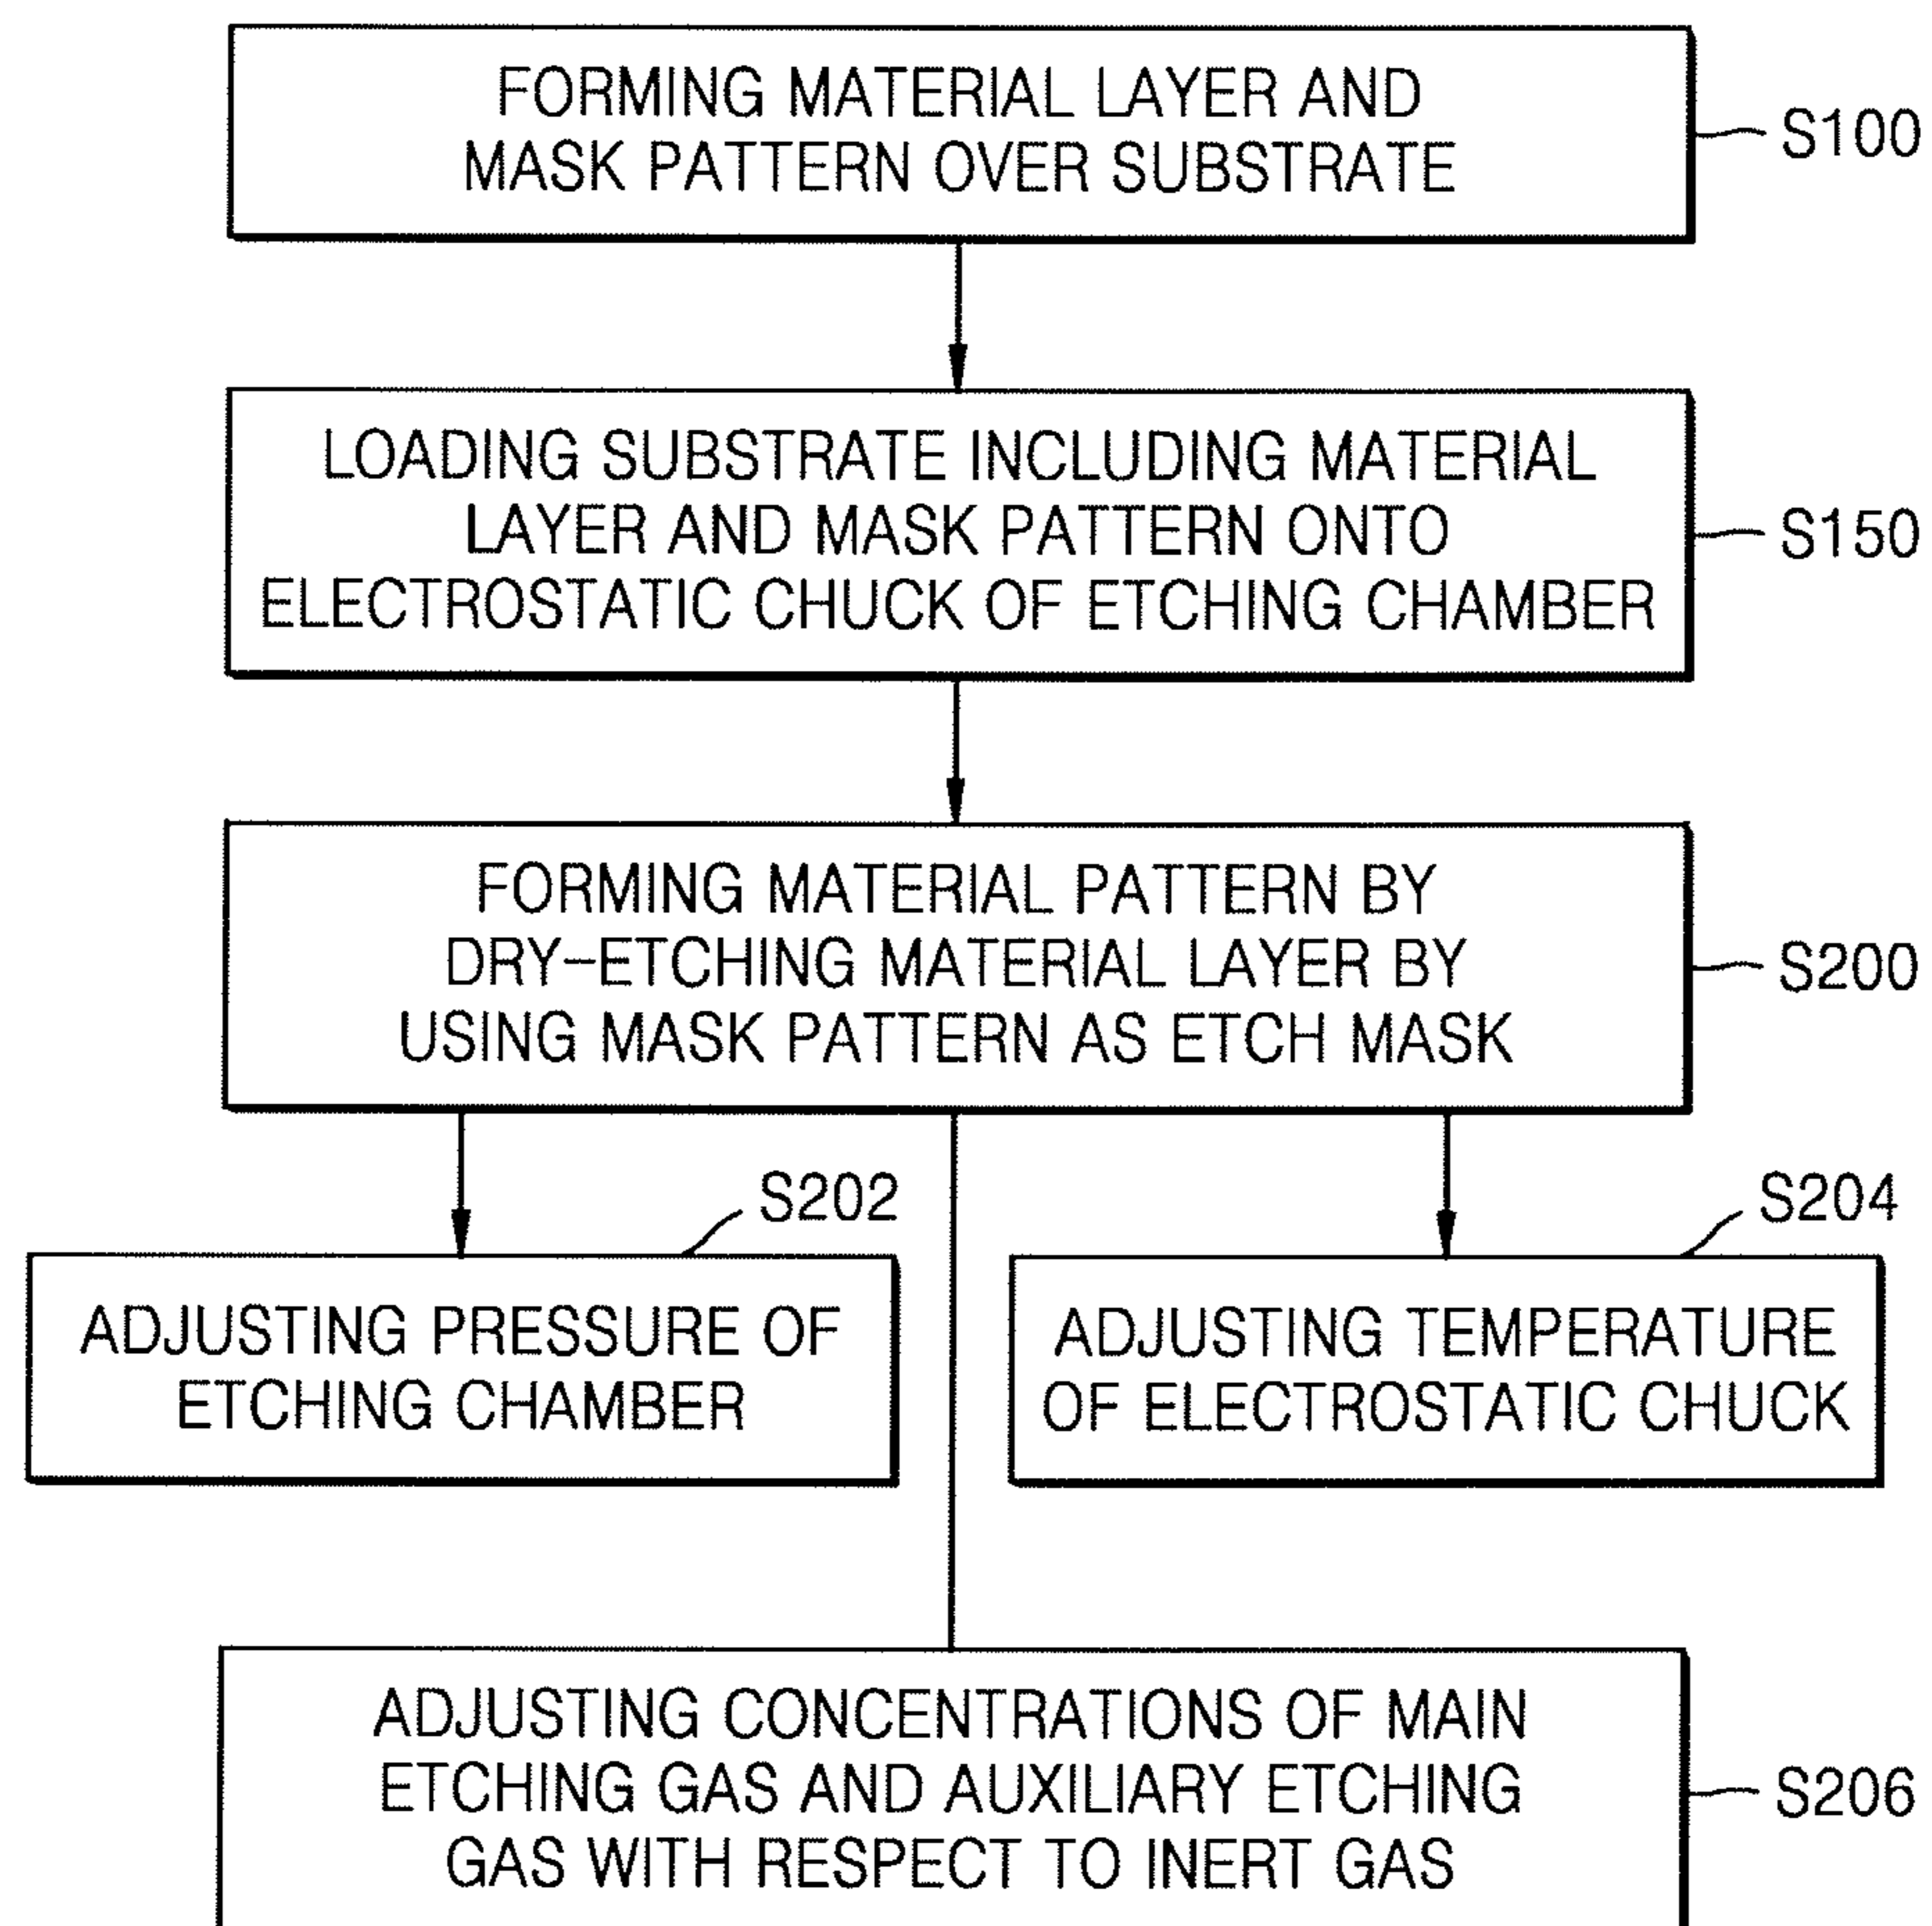 FORMING MATERIAL LAYER AND
MASK PATTERN OVER SUBSTRATE
S100
LOADING SUBSTRATE INCLUDING MATERIAL
LAYER AND MASK PATTERN ONTO
ELECTROSTATIC CHUCK OF ETCHING CHAMBER
S150
FORMING MATERIAL PATTERN BY
DRY-ETCHING MATERIAL LAYER BY
USING MASK PATTERN AS ETCH MASK
S200
S202
ADJUSTING PRESSURE OF
ETCHING CHAMBER
S204
ADJUSTING TEMPERATURE
OF ELECTROSTATIC CHUCK
ADJUSTING CONCENTRATIONS OF MAIN
ETCHING GAS AND AUXILIARY ETCHING
GAS WITH RESPECT TO INERT GAS
S206